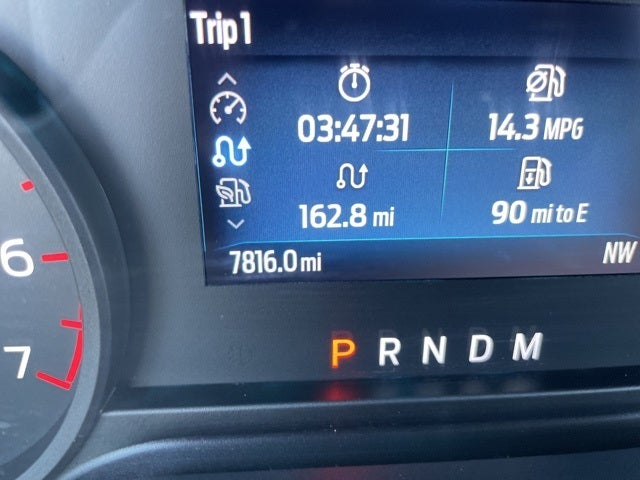 Trip 1
03:47:31
14.3 MPG
162.8 mi
90 mi to E
7816.0 mi
NW
6
7
P R N D M